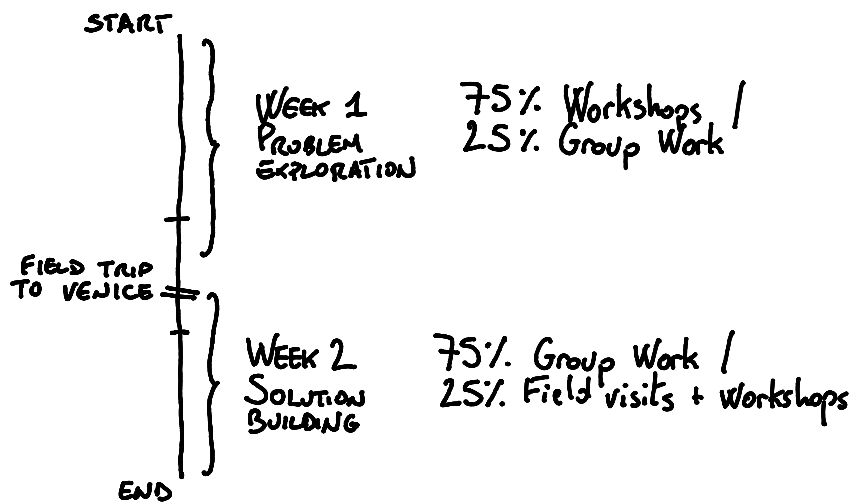 START
WEEK 1
PROBLEM
EXPLORATION
75% Workshops /
25% Group Work
FIELD TRIP
TO VENICE
WEEK 2
SOLUTION
BUILDING
75% Group Work /
25% Field visits + Workshops
END